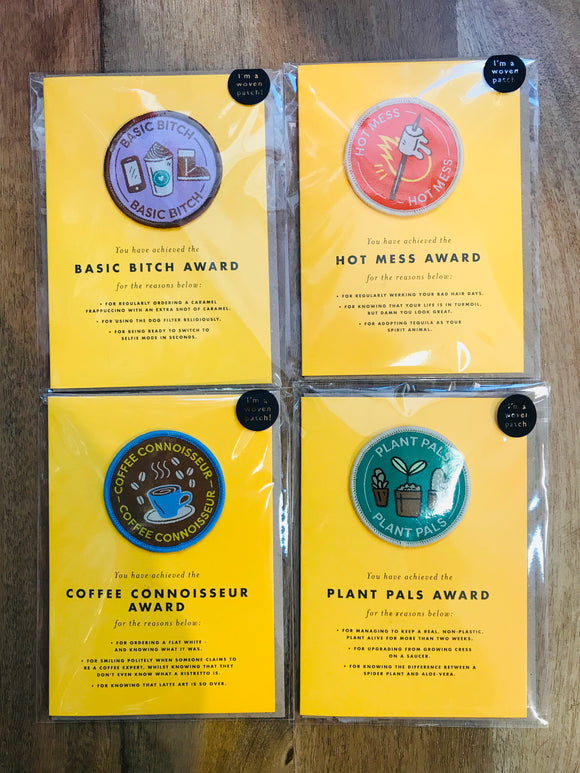 I'm a
woven
patch!
BASIC BITCH
BASIC BITCH
You have achieved the
BASIC BITCH AWARD
for the reasons below:
• FOR REGULARLY ORDERING A CARAMEL
FRAPPUCCINO WITH AN EXTRA SHOT OF CARAMEL.
• FOR USING THE DOG FILTER RELIGIOUSLY.
• FOR BEING READY TO SWITCH TO
SELFIE MODE IN SECONDS.
I'm a
woven
patch!
HOT MESS
HOT MESS
You have achieved the
HOT MESS AWARD
for the reasons below:
• FOR REGULARLY WERKING YOUR BAD HAIR DAYS.
• FOR KNOWING THAT YOUR LIFE IS IN TURMOIL,
BUT DAMN YOU LOOK GREAT.
• FOR ADOPTING TEQUILA AS YOUR
SPIRIT ANIMAL.
I'm a
woven
patch!
COFFEE CONNOISSEUR
COFFEE CONNOISSEUR
You have achieved the
COFFEE CONNOISSEUR
AWARD
for the reasons below:
• FOR ORDERING A FLAT WHITE
AND KNOWING WHAT IT WAS.
• FOR SMILING POLITELY WHEN SOMEONE CLAIMS TO
BE A COFFEE EXPERT, WHILST KNOWING THAT THEY
DON'T EVEN KNOW WHAT A RISTRETTO IS.
• FOR KNOWING THAT LATTE ART IS SO OVER.
I'm a
woven
patch!
PLANT PALS
PLANT PALS
You have achieved the
PLANT PALS AWARD
for the reasons below:
• FOR MANAGING TO KEEP A REAL, NON-PLASTIC,
PLANT ALIVE FOR MORE THAN TWO WEEKS.
• FOR UPGRADING FROM GROWING CRESS
ON A SAUCER.
• FOR KNOWING THE DIFFERENCE BETWEEN A
SPIDER PLANT AND ALOE-VERA.